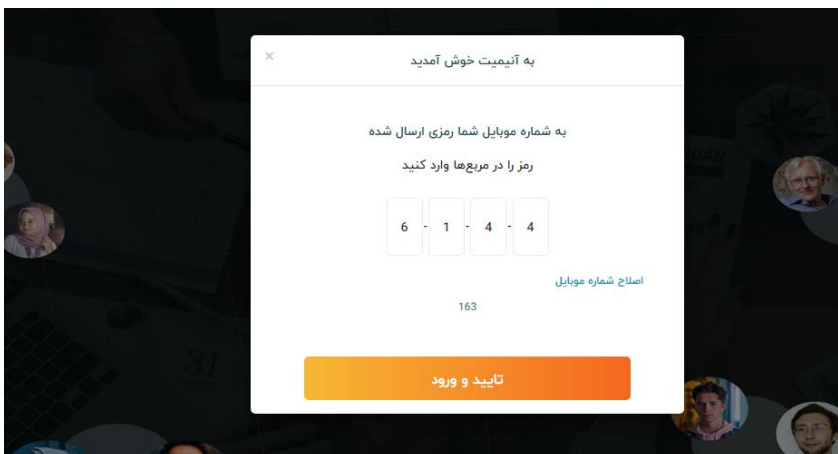 به آنیمیت خوش آمدید
×
به شماره موبایل شما رمزی ارسال شده
رمز را در مربع‌ها وارد کنید
6 - 1 - 4 - 4
اصلاح شماره موبایل
163
تایید و ورود
31